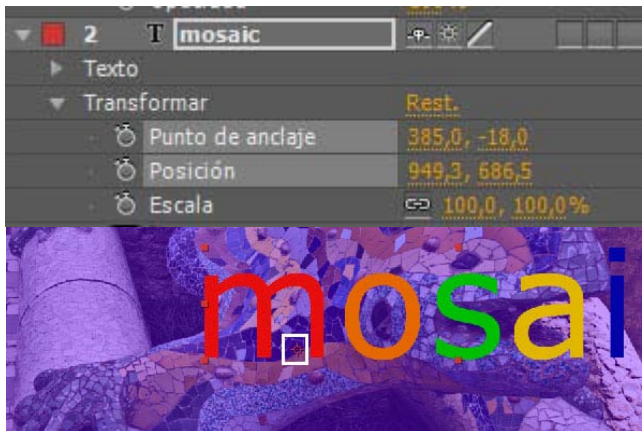 2 T mosaic
Texto
Transformar Rest.
Punto de anclaje 385,0, -18,0
Posición 949,3, 686,5
Escala 100,0, 100,0%
mosai